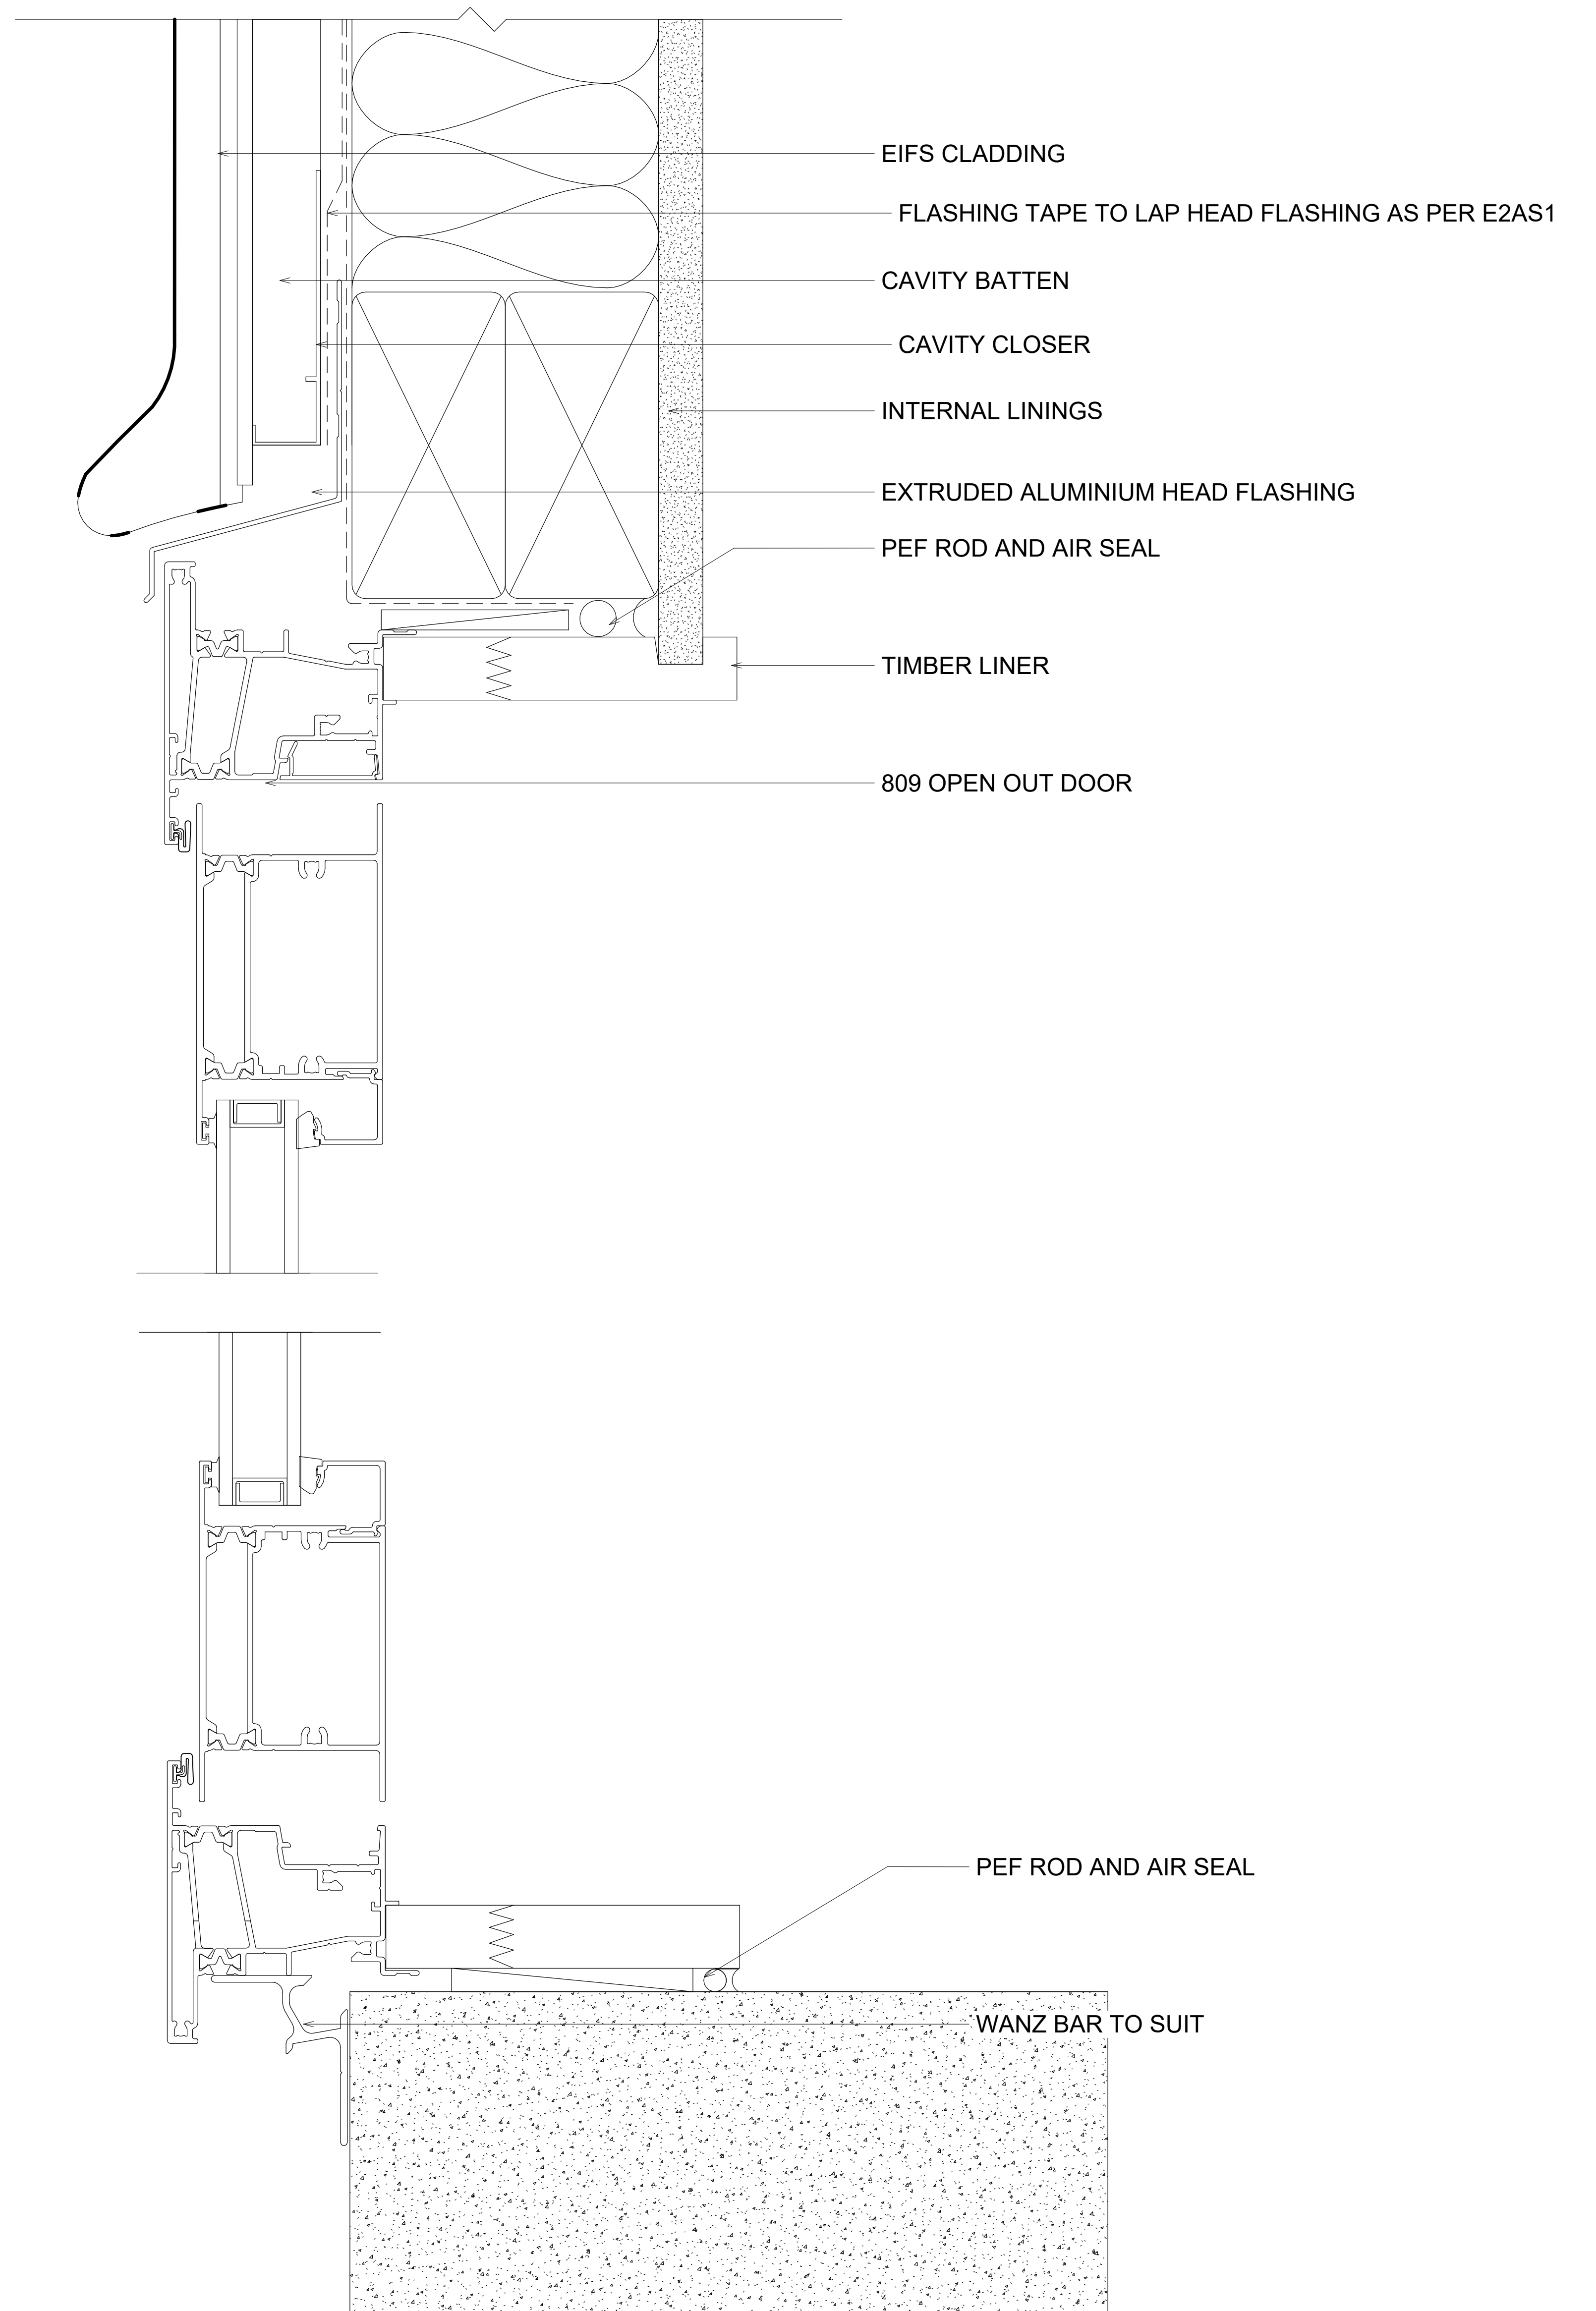 EIFS CLADDING
FLASHING TAPE TO LAP HEAD FLASHING AS PER E2AS1
CAVITY BATTEN
CAVITY CLOSER
INTERNAL LININGS
EXTRUDED ALUMINIUM HEAD FLASHING
PEF ROD AND AIR SEAL
TIMBER LINER
809 OPEN OUT DOOR
PEF ROD AND AIR SEAL
WANZ BAR TO SUIT